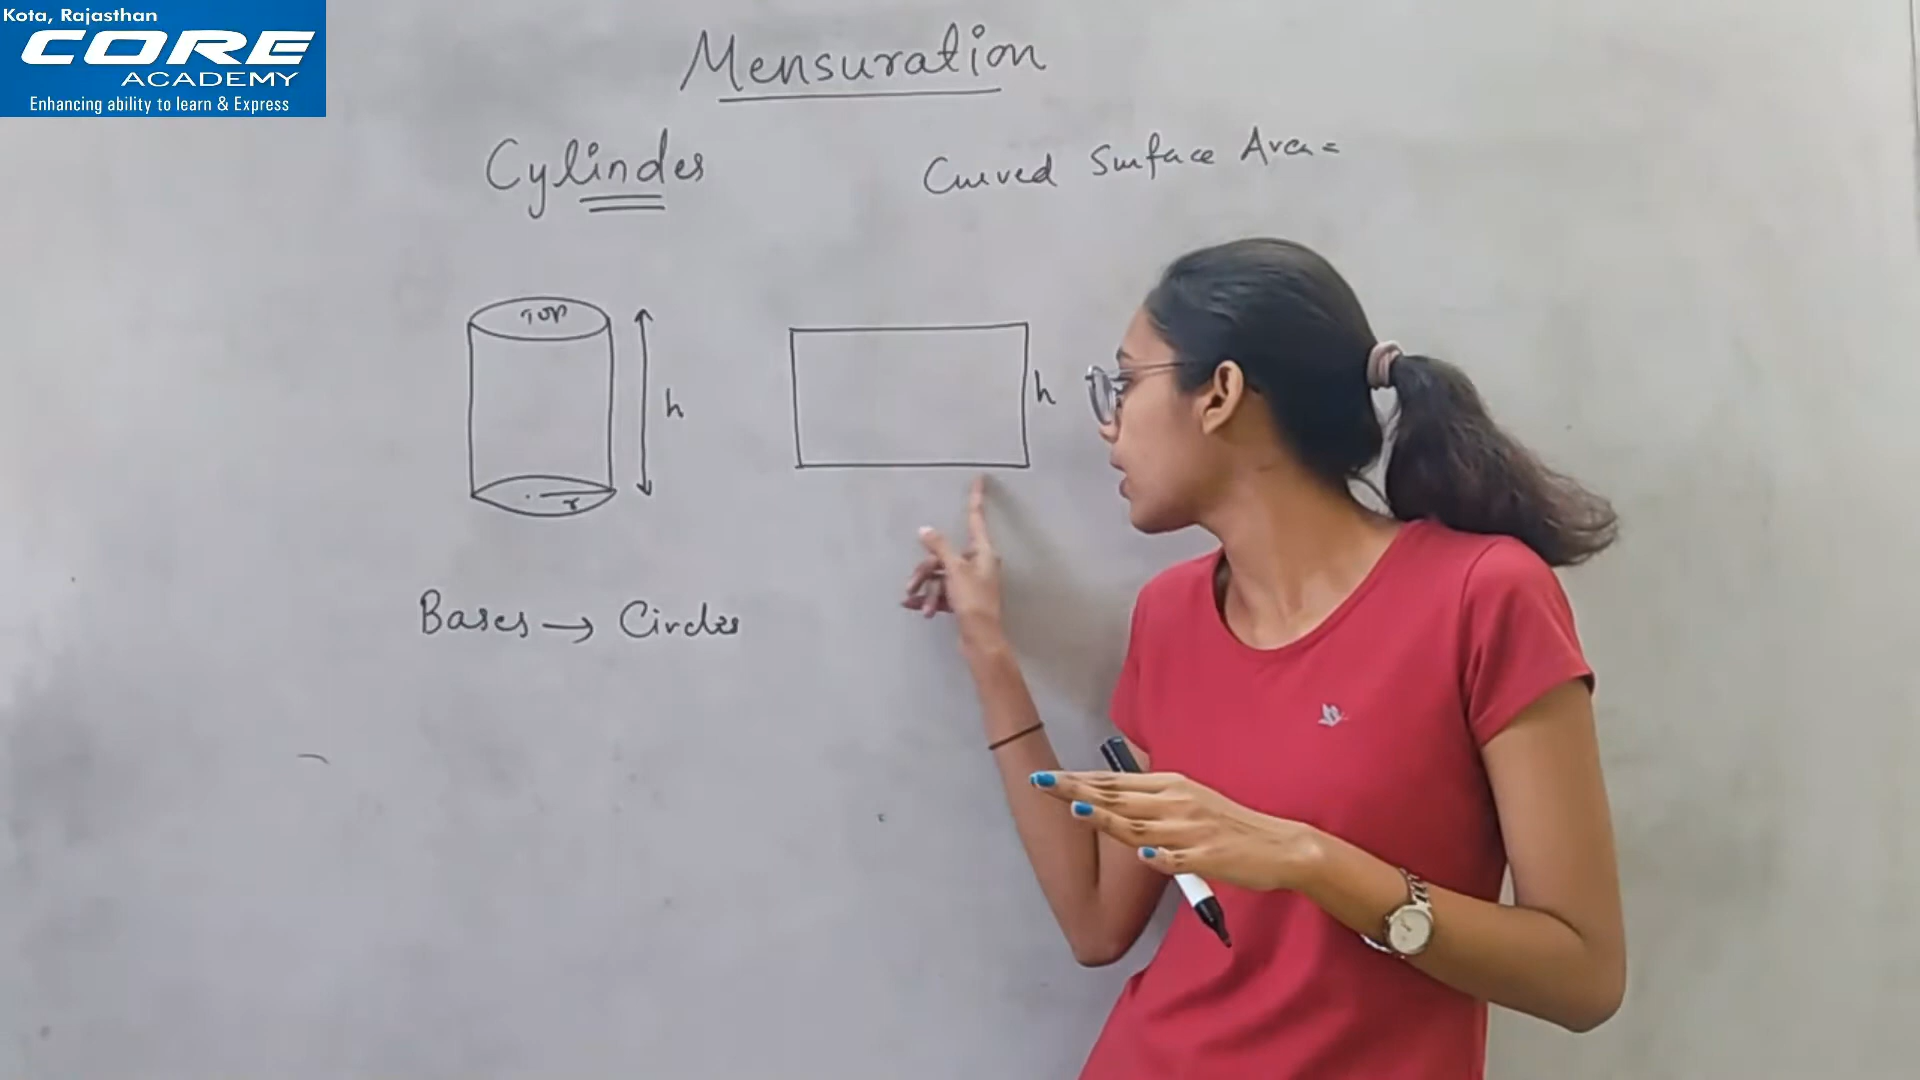 Kota, Rajasthan
CORE
ACADEMY
Enhancing ability to learn & Express
Mensuration
Cylinder
Curved Surface Area =
TOP
h
h
r
Bases → Circles